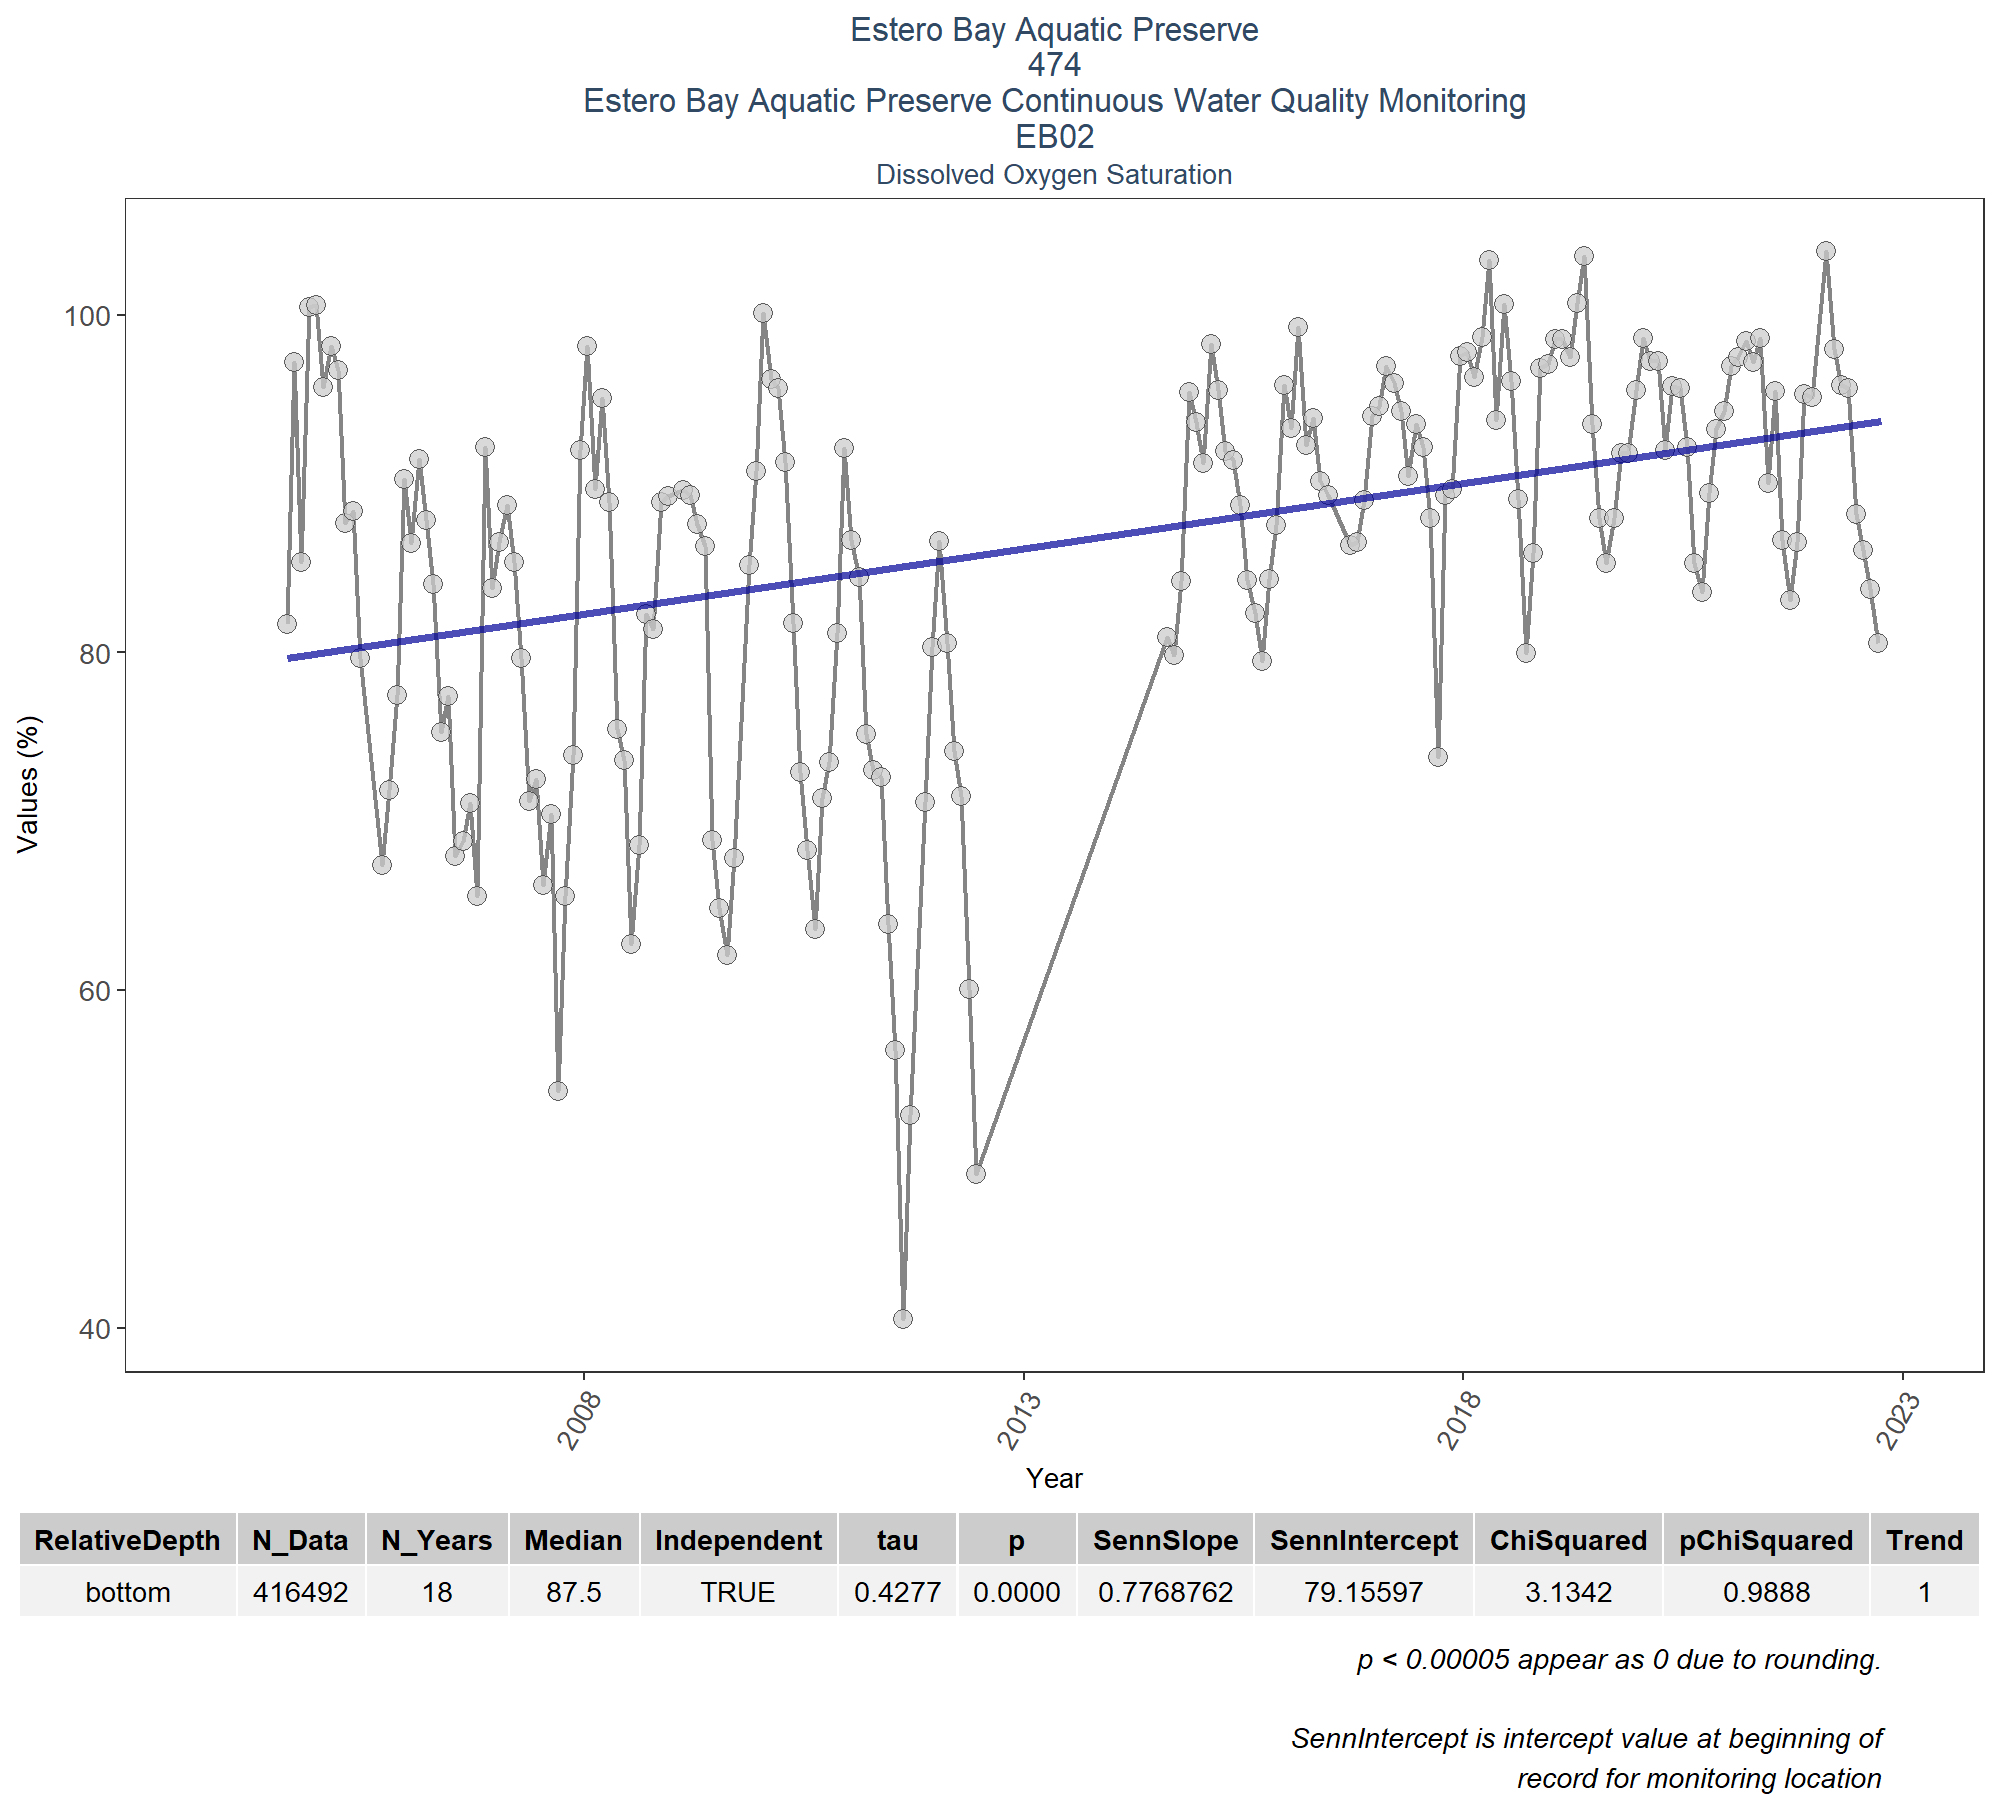 Estero Bay Aquatic Preserve
474
Estero Bay Aquatic Preserve Continuous Water Quality Monitoring
EB02
Dissolved Oxygen Saturation
100
80
60
40
Values (%)
2008
2013
2018
2023
Year
RelativeDepth N_Data N_Years Median Independent tau p SennSlope SennIntercept ChiSquared pChiSquared Trend
bottom 416492 18 87.5 TRUE 0.4277 0.0000 0.7768762 79.15597 3.1342 0.9888 1
p < 0.00005 appear as 0 due to rounding.
SennIntercept is intercept value at beginning of
record for monitoring location